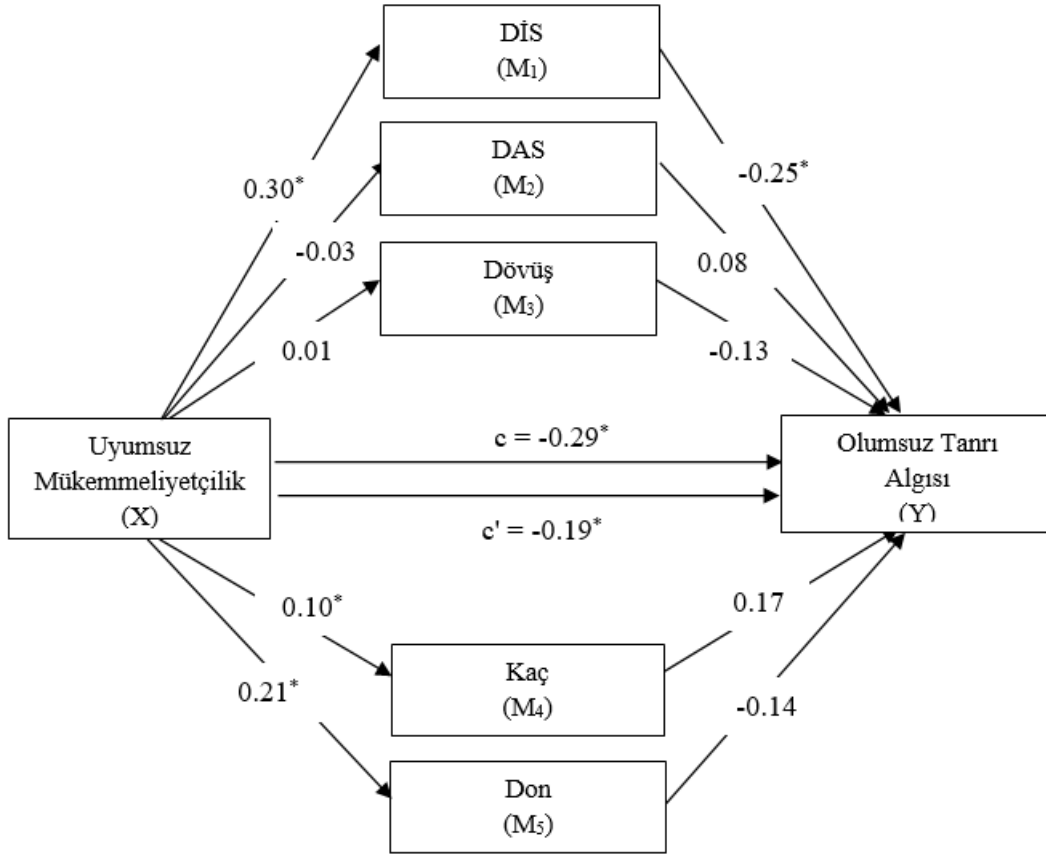 DİS
(M₁)
DAS
(M₂)
Dövüş
(M₃)
0.30*
-0.03
0.01
-0.25*
0.08
-0.13
Uyumsuz
Mükemmeliyetçilik
(X)
c = -0.29*
c' = -0.19*
Olumsuz Tanrı
Algısı
(Y)
0.10*
0.21*
0.17
-0.14
Kaç
(M₄)
Don
(M₅)